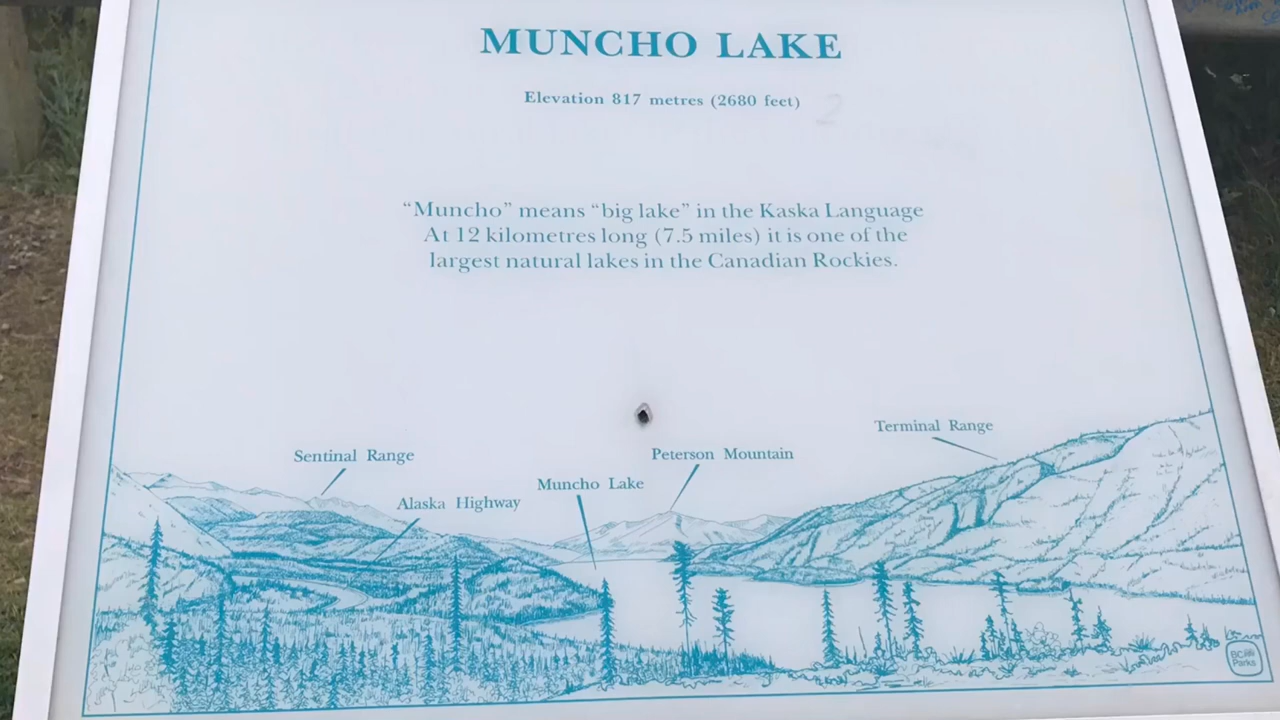 MUNCHO LAKE
Elevation 817 metres (2680 feet)
“Muncho” means “big lake” in the Kaska Language
At 12 kilometres long (7.5 miles) it is one of the
largest natural lakes in the Canadian Rockies.
Terminal Range
Sentinal Range
Peterson Mountain
Muncho Lake
Alaska Highway
BC
Parks